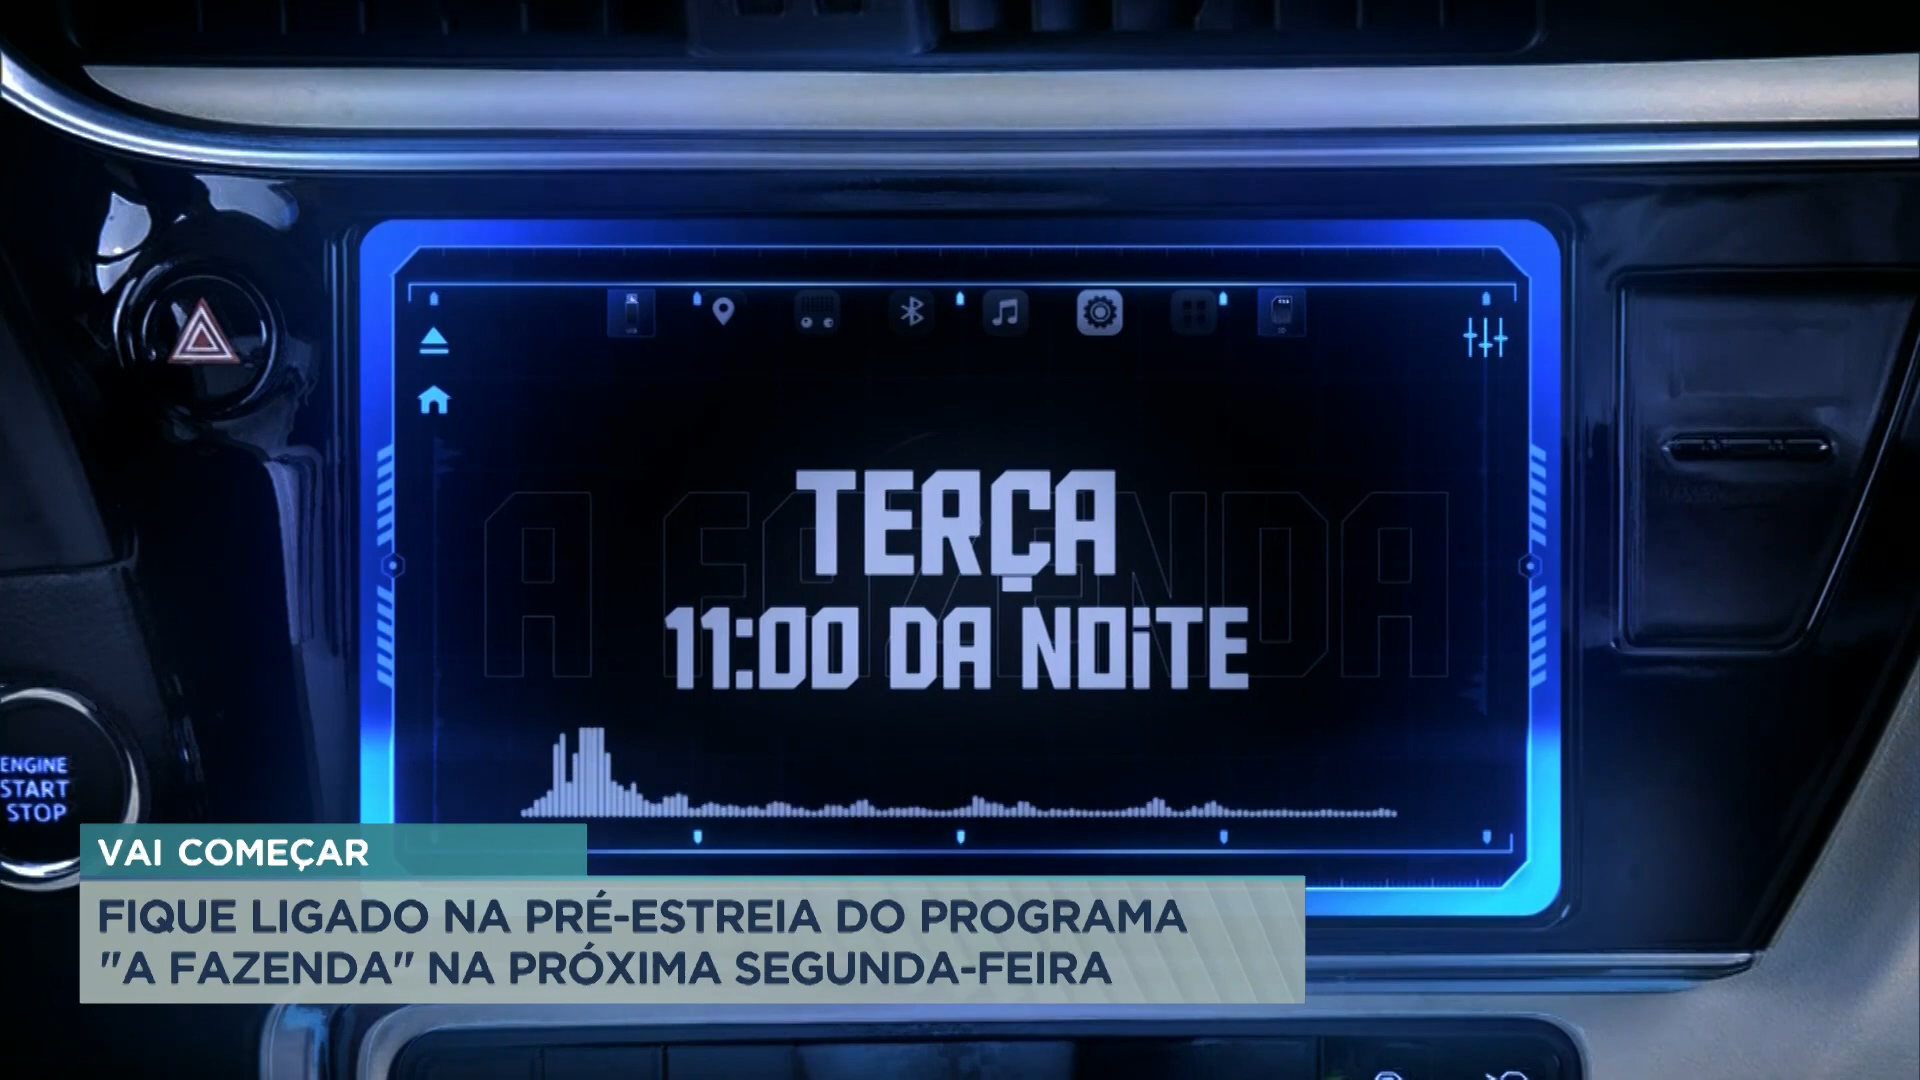 A FAZENDA
TERÇA
11:00 DA NOiTE
ENGINE
START
STOP
VAI COMEÇAR
FIQUE LIGADO NA PRÉ-ESTREIA DO PROGRAMA
"A FAZENDA" NA PRÓXIMA SEGUNDA-FEIRA